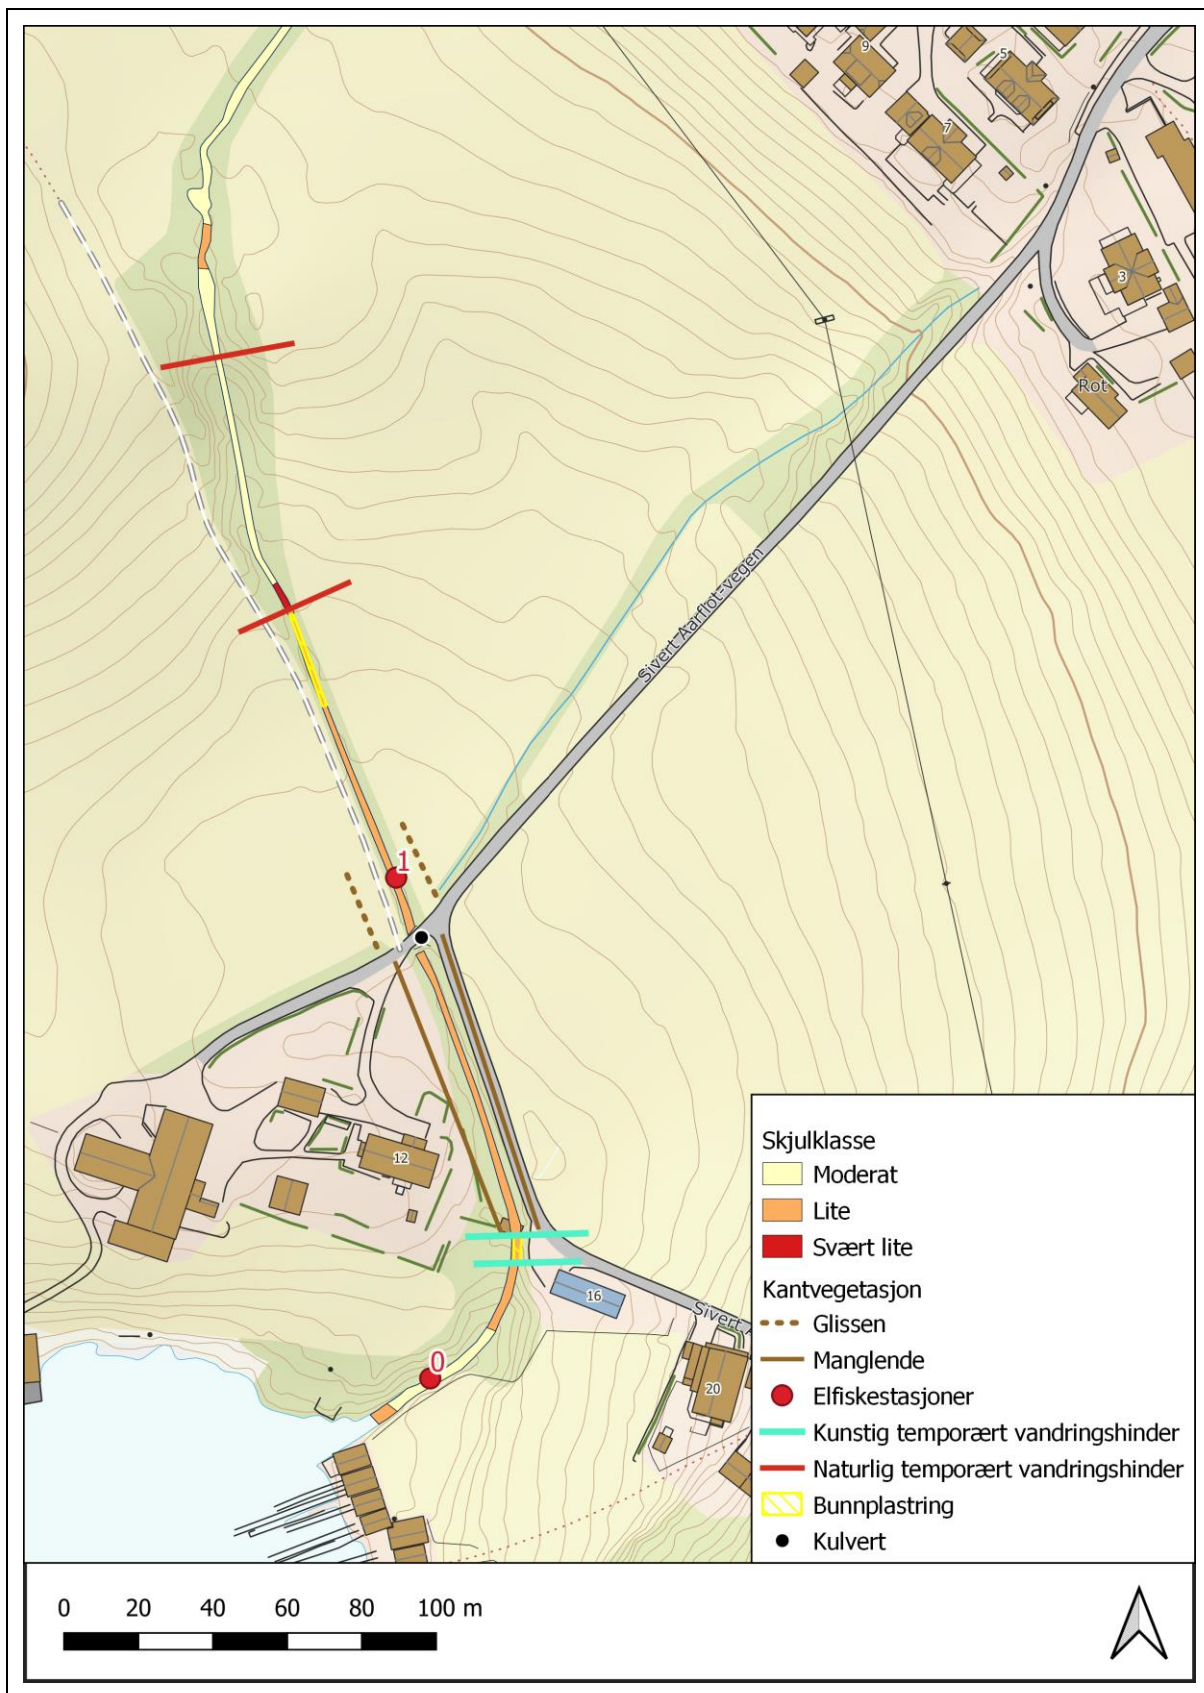 9
5
7
3
Rot
Sivert Aarflot-vegen
1
12
16
Sivert
0
20
Skjulklasse
Moderat
Lite
Svært lite
Kantvegetasjon
Glissen
Manglende
Elfiskestasjoner
Kunstig temporært vandringshinder
Naturlig temporært vandringshinder
Bunnplastring
Kulvert
0 20 40 60 80 100 m